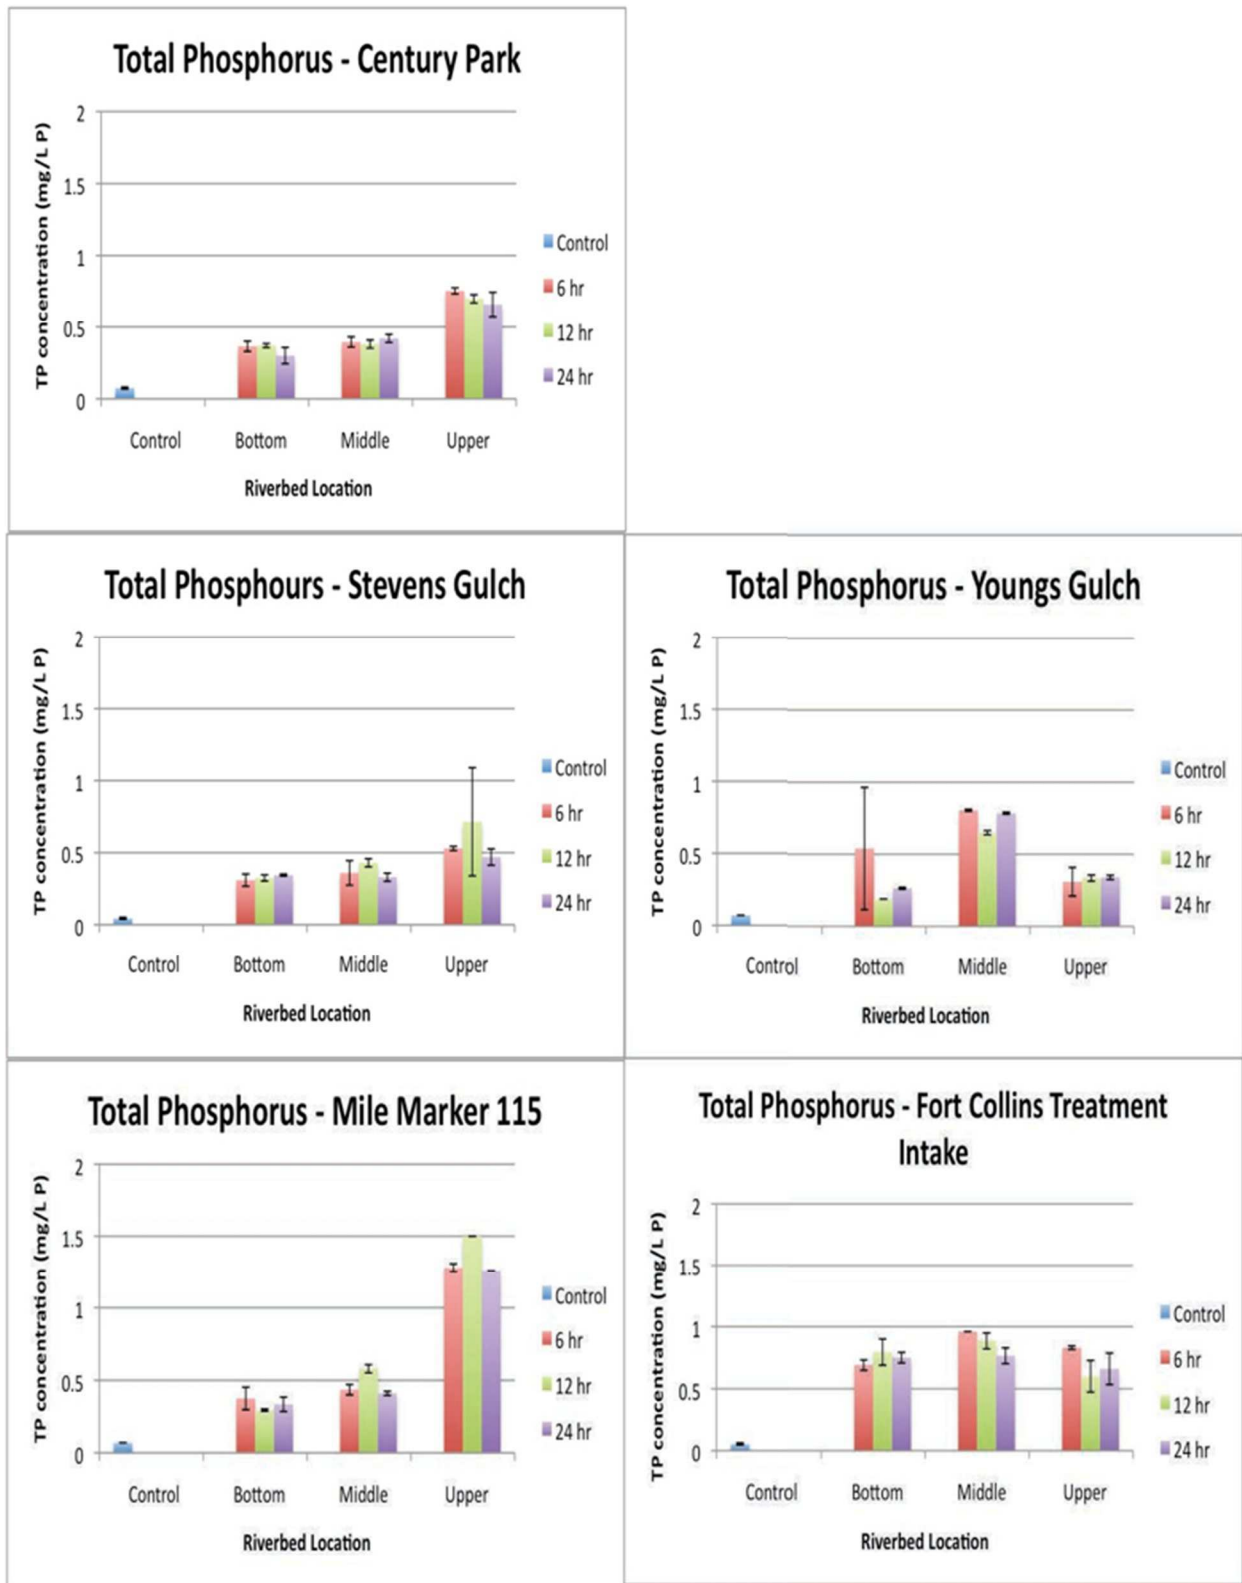 Total Phosphorus - Century Park
TP concentration (mg/L P)
2
1.5
1
0.5
0
Control
Bottom
Middle
Upper
Riverbed Location
Control
6 hr
12 hr
24 hr
Total Phosphours - Stevens Gulch
TP concentration (mg/L P)
2
1.5
1
0.5
0
Control
Bottom
Middle
Upper
Riverbed Location
Control
6 hr
12 hr
24 hr
Total Phosphorus - Youngs Gulch
TP concentration (mg/L P)
2
1.5
1
0.5
0
Control
Bottom
Middle
Upper
Riverbed Location
Control
6 hr
12 hr
24 hr
Total Phosphorus - Mile Marker 115
TP concentration (mg/L P)
2
1.5
1
0.5
0
Control
Bottom
Middle
Upper
Riverbed Location
Control
6 hr
12 hr
24 hr
Total Phosphorus - Fort Collins Treatment
Intake
TP concentration (mg/L P)
2
1.5
1
0.5
0
Control
Bottom
Middle
Upper
Riverbed Location
Control
6 hr
12 hr
24 hr